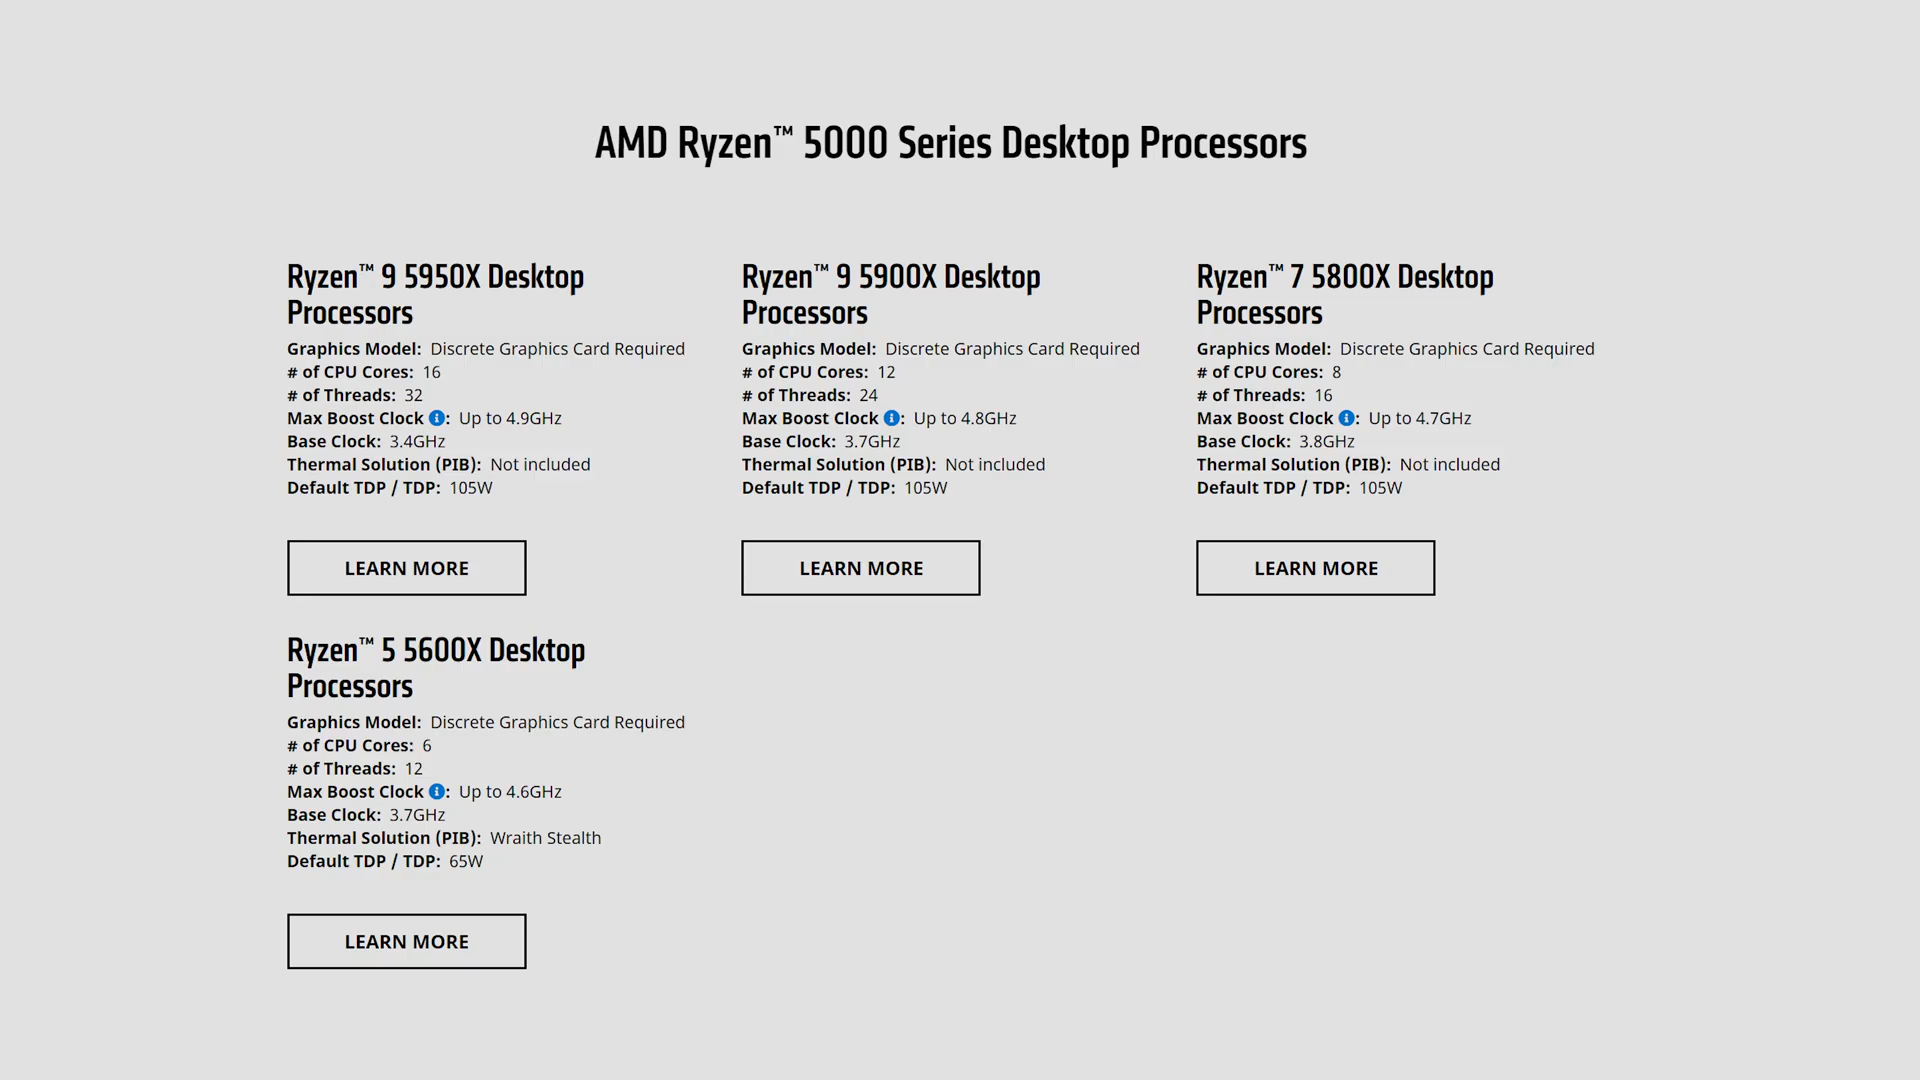 AMD Ryzen™ 5000 Series Desktop Processors
Ryzen™ 9 5950X Desktop
Processors
Graphics Model: Discrete Graphics Card Required
# of CPU Cores: 16
# of Threads: 32
Max Boost Clock i: Up to 4.9GHz
Base Clock: 3.4GHz
Thermal Solution (PIB): Not included
Default TDP / TDP: 105W
LEARN MORE
Ryzen™ 9 5900X Desktop
Processors
Graphics Model: Discrete Graphics Card Required
# of CPU Cores: 12
# of Threads: 24
Max Boost Clock i: Up to 4.8GHz
Base Clock: 3.7GHz
Thermal Solution (PIB): Not included
Default TDP / TDP: 105W
LEARN MORE
Ryzen™ 7 5800X Desktop
Processors
Graphics Model: Discrete Graphics Card Required
# of CPU Cores: 8
# of Threads: 16
Max Boost Clock i: Up to 4.7GHz
Base Clock: 3.8GHz
Thermal Solution (PIB): Not included
Default TDP / TDP: 105W
LEARN MORE
Ryzen™ 5 5600X Desktop
Processors
Graphics Model: Discrete Graphics Card Required
# of CPU Cores: 6
# of Threads: 12
Max Boost Clock i: Up to 4.6GHz
Base Clock: 3.7GHz
Thermal Solution (PIB): Wraith Stealth
Default TDP / TDP: 65W
LEARN MORE